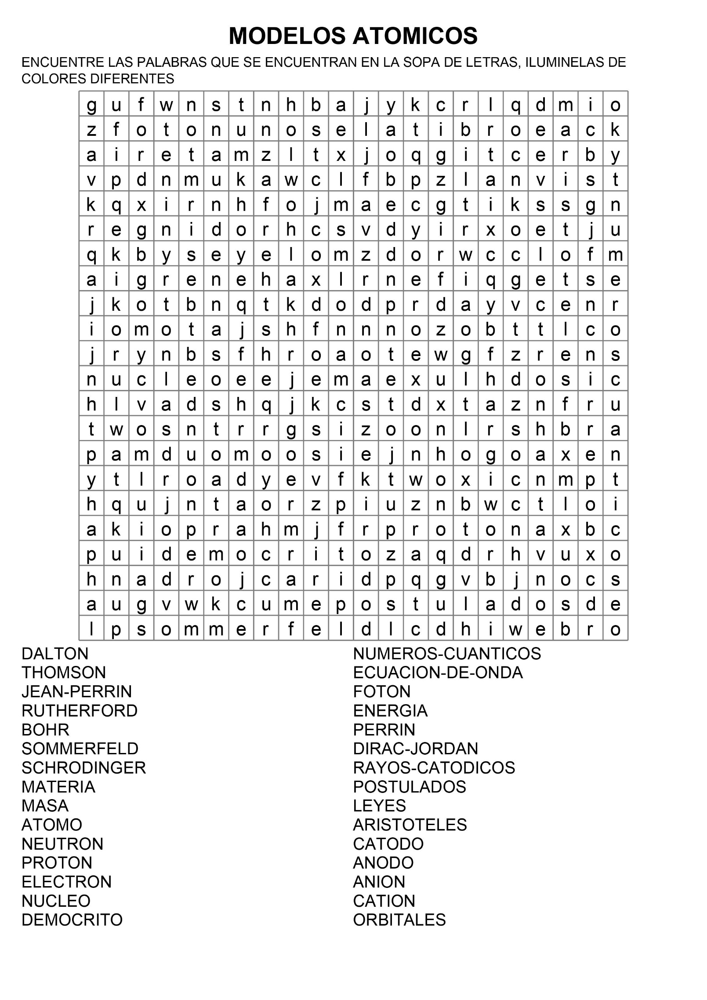 MODELOS ATOMICOS
ENCUENTRE LAS PALABRAS QUE SE ENCUENTRAN EN LA SOPA DE LETRAS, ILUMINELAS DE
COLORES DIFERENTES
g u f w n s t n h b a j y k c r l q d m i o
z f o t o n u n o s e l a t i b r o e a c k
a i r e t a m z l t x j o q g i t c e r b y
v p d n m u k a w c l f b p z l a n v i s t
k q x i r n h f o j m a e c g t i k s s g n
r e g n i d o r h c s v d y i r x o e t j u
q k b y s e y e l o m z d o r w c c l o f m
a i g r e n e h a x l r n e f i q g e t s e
j k o t b n q t k d o d p r d a y v c e n r
i o m o t a j s h f n n n o z o b t t l c o
j r y n b s f h r o a o t e w g f z r e n s
n u c l e o e e j e m a e x u l h d o s i c
h l v a d s h q j k c s t d x t a z n f r u
t w o s n t r r g s i z o o n l r s h b r a
p a m d u o m o o s i e j n h o g o a x e n
y t l r o a d y e v f k t w o x i c n m p t
h q u j n t a o r z p i u z n b w c t l o i
a k i o p r a h m j f r p r o t o n a x b c
p u i d e m o c r i t o z a q d r h v u x o
h n a d r o j c a r i d p q g v b j n o c s
a u g v w k c u m e p o s t u l a d o s d e
l p s o m m e r f e l d l c d h i w e b r o
DALTON
THOMSON
JEAN-PERRIN
RUTHERFORD
BOHR
SOMMERFELD
SCHRODINGER
MATERIA
MASA
ATOMO
NEUTRON
PROTON
ELECTRON
NUCLEO
DEMOCRITO
NUMEROS-CUANTICOS
ECUACION-DE-ONDA
FOTON
ENERGIA
PERRIN
DIRAC-JORDAN
RAYOS-CATODICOS
POSTULADOS
LEYES
ARISTOTELES
CATODO
ANODO
ANION
CATION
ORBITALES